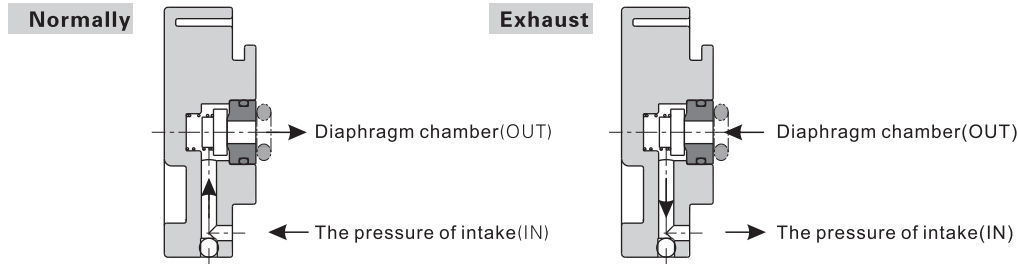 Normally
Diaphragm chamber(OUT)
The pressure of intake(IN)
Exhaust
Diaphragm chamber(OUT)
The pressure of intake(IN)